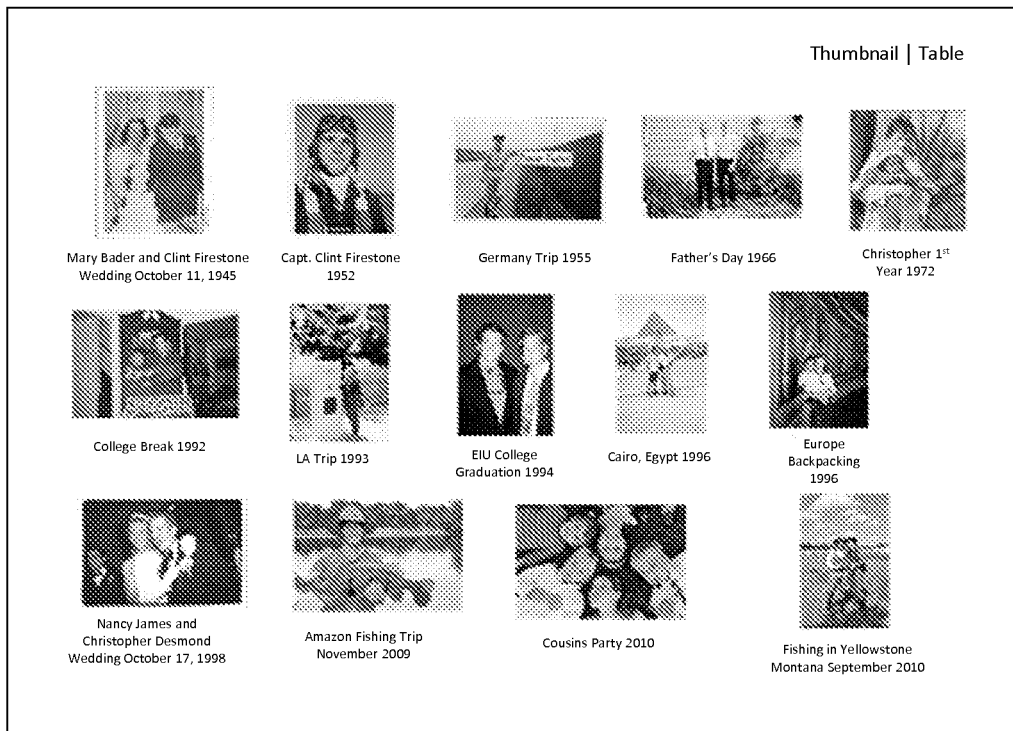 Thumbnail | Table
Mary Bader and Clint Firestone
Wedding October 11, 1945
Capt. Clint Firestone
1952
Germany Trip 1955
Father's Day 1966
Christopher 1st
Year 1972
College Break 1992
LA Trip 1993
EIU College
Graduation 1994
Cairo, Egypt 1996
Europe
Backpacking
1996
Nancy James and
Christopher Desmond
Wedding October 17, 1998
Amazon Fishing Trip
November 2009
Cousins Party 2010
Fishing in Yellowstone
Montana September 2010